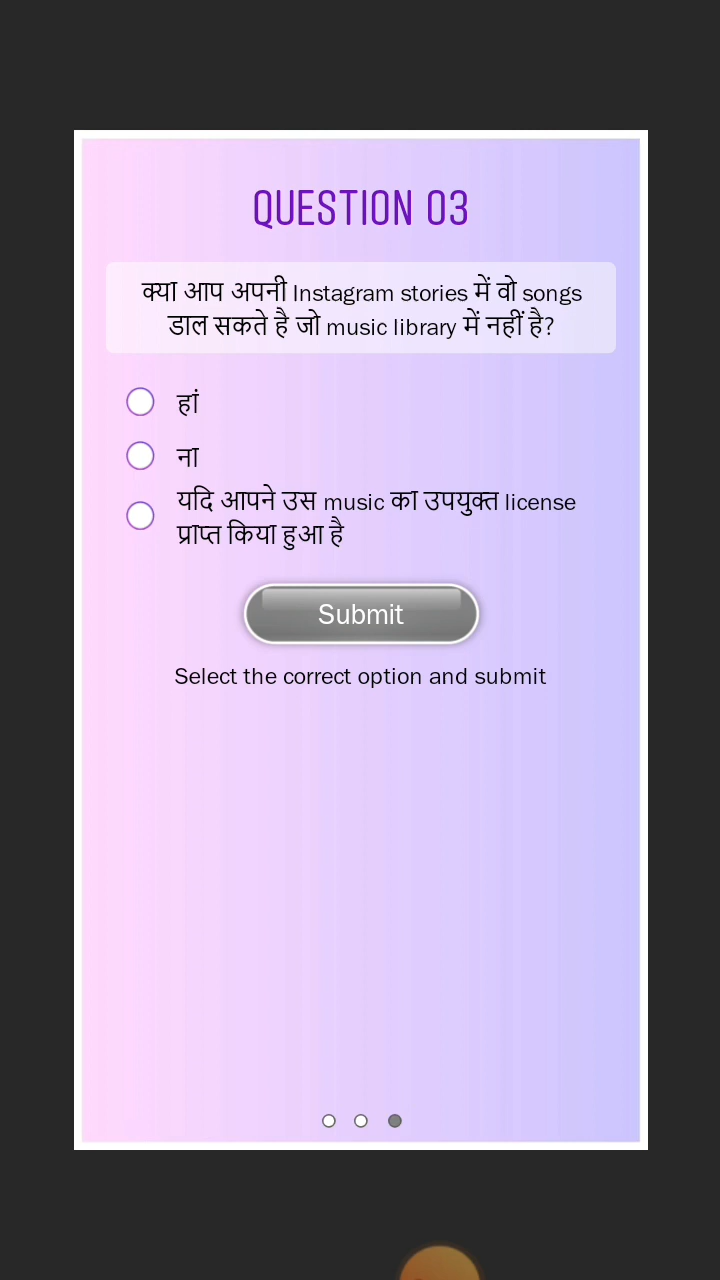 QUESTION 03
क्या आप अपनी Instagram stories में वो songs
डाल सकते है जो music library में नहीं है?
हां
ना
यदि आपने उस music का उपयुक्त license
प्राप्त किया हुआ है
Submit
Select the correct option and submit